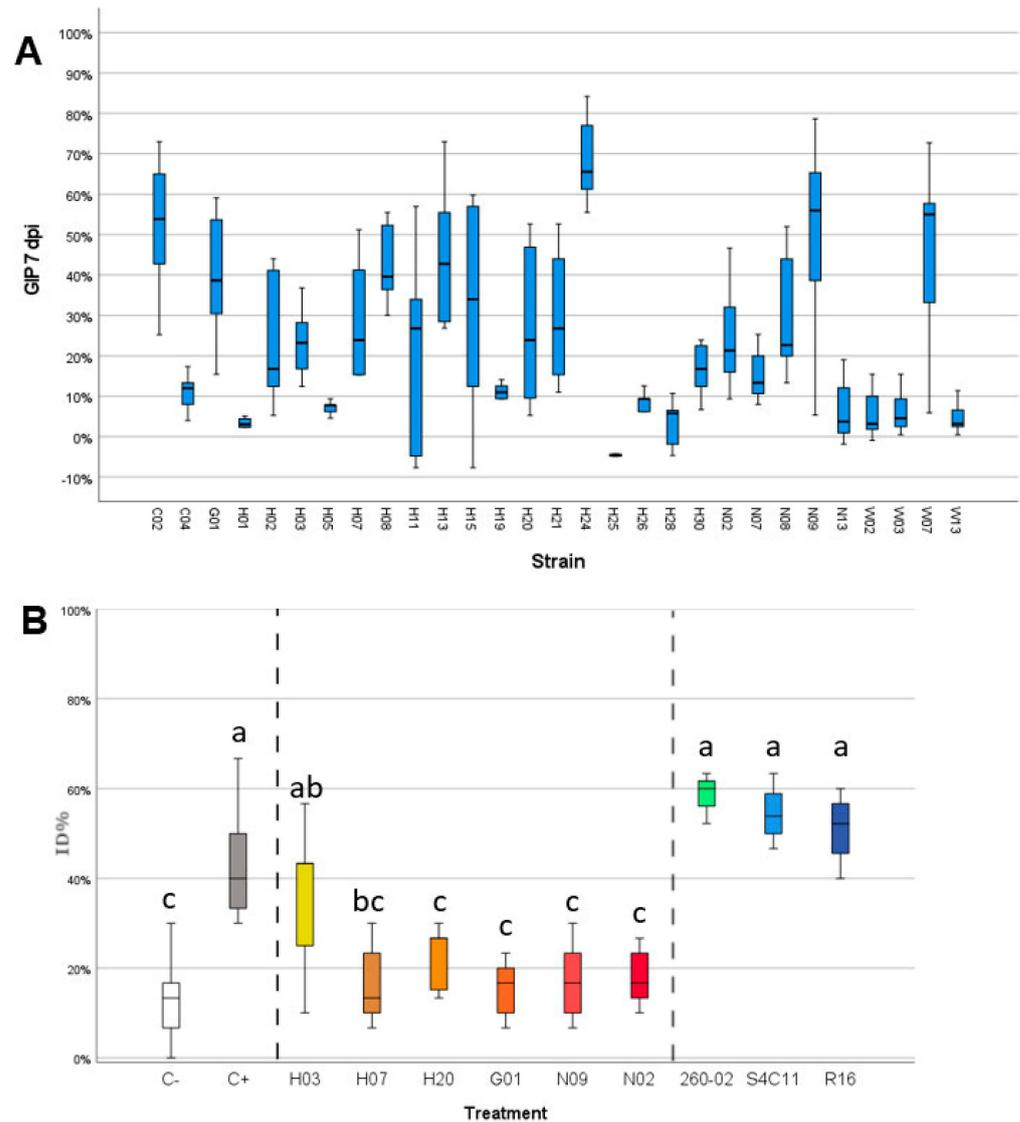 A
100%
90%
80%
70%
60%
50%
40%
30%
20%
10%
0%
-10%
GIP 7 dpi
C02 C04 G01 H01 H02 H03 H05 H07 H08 H11 H13 H15 H19 H20 H21 H24 H25 H26 H28 H30 N02 N07 N08 N09 N13 W02 W03 W07 W13
Strain
B
100%
80%
60%
40%
20%
0%
ID%
c a ab bc c c c c a a a
C- C+ H03 H07 H20 G01 N09 N02 260-02 S4C11 R16
Treatment